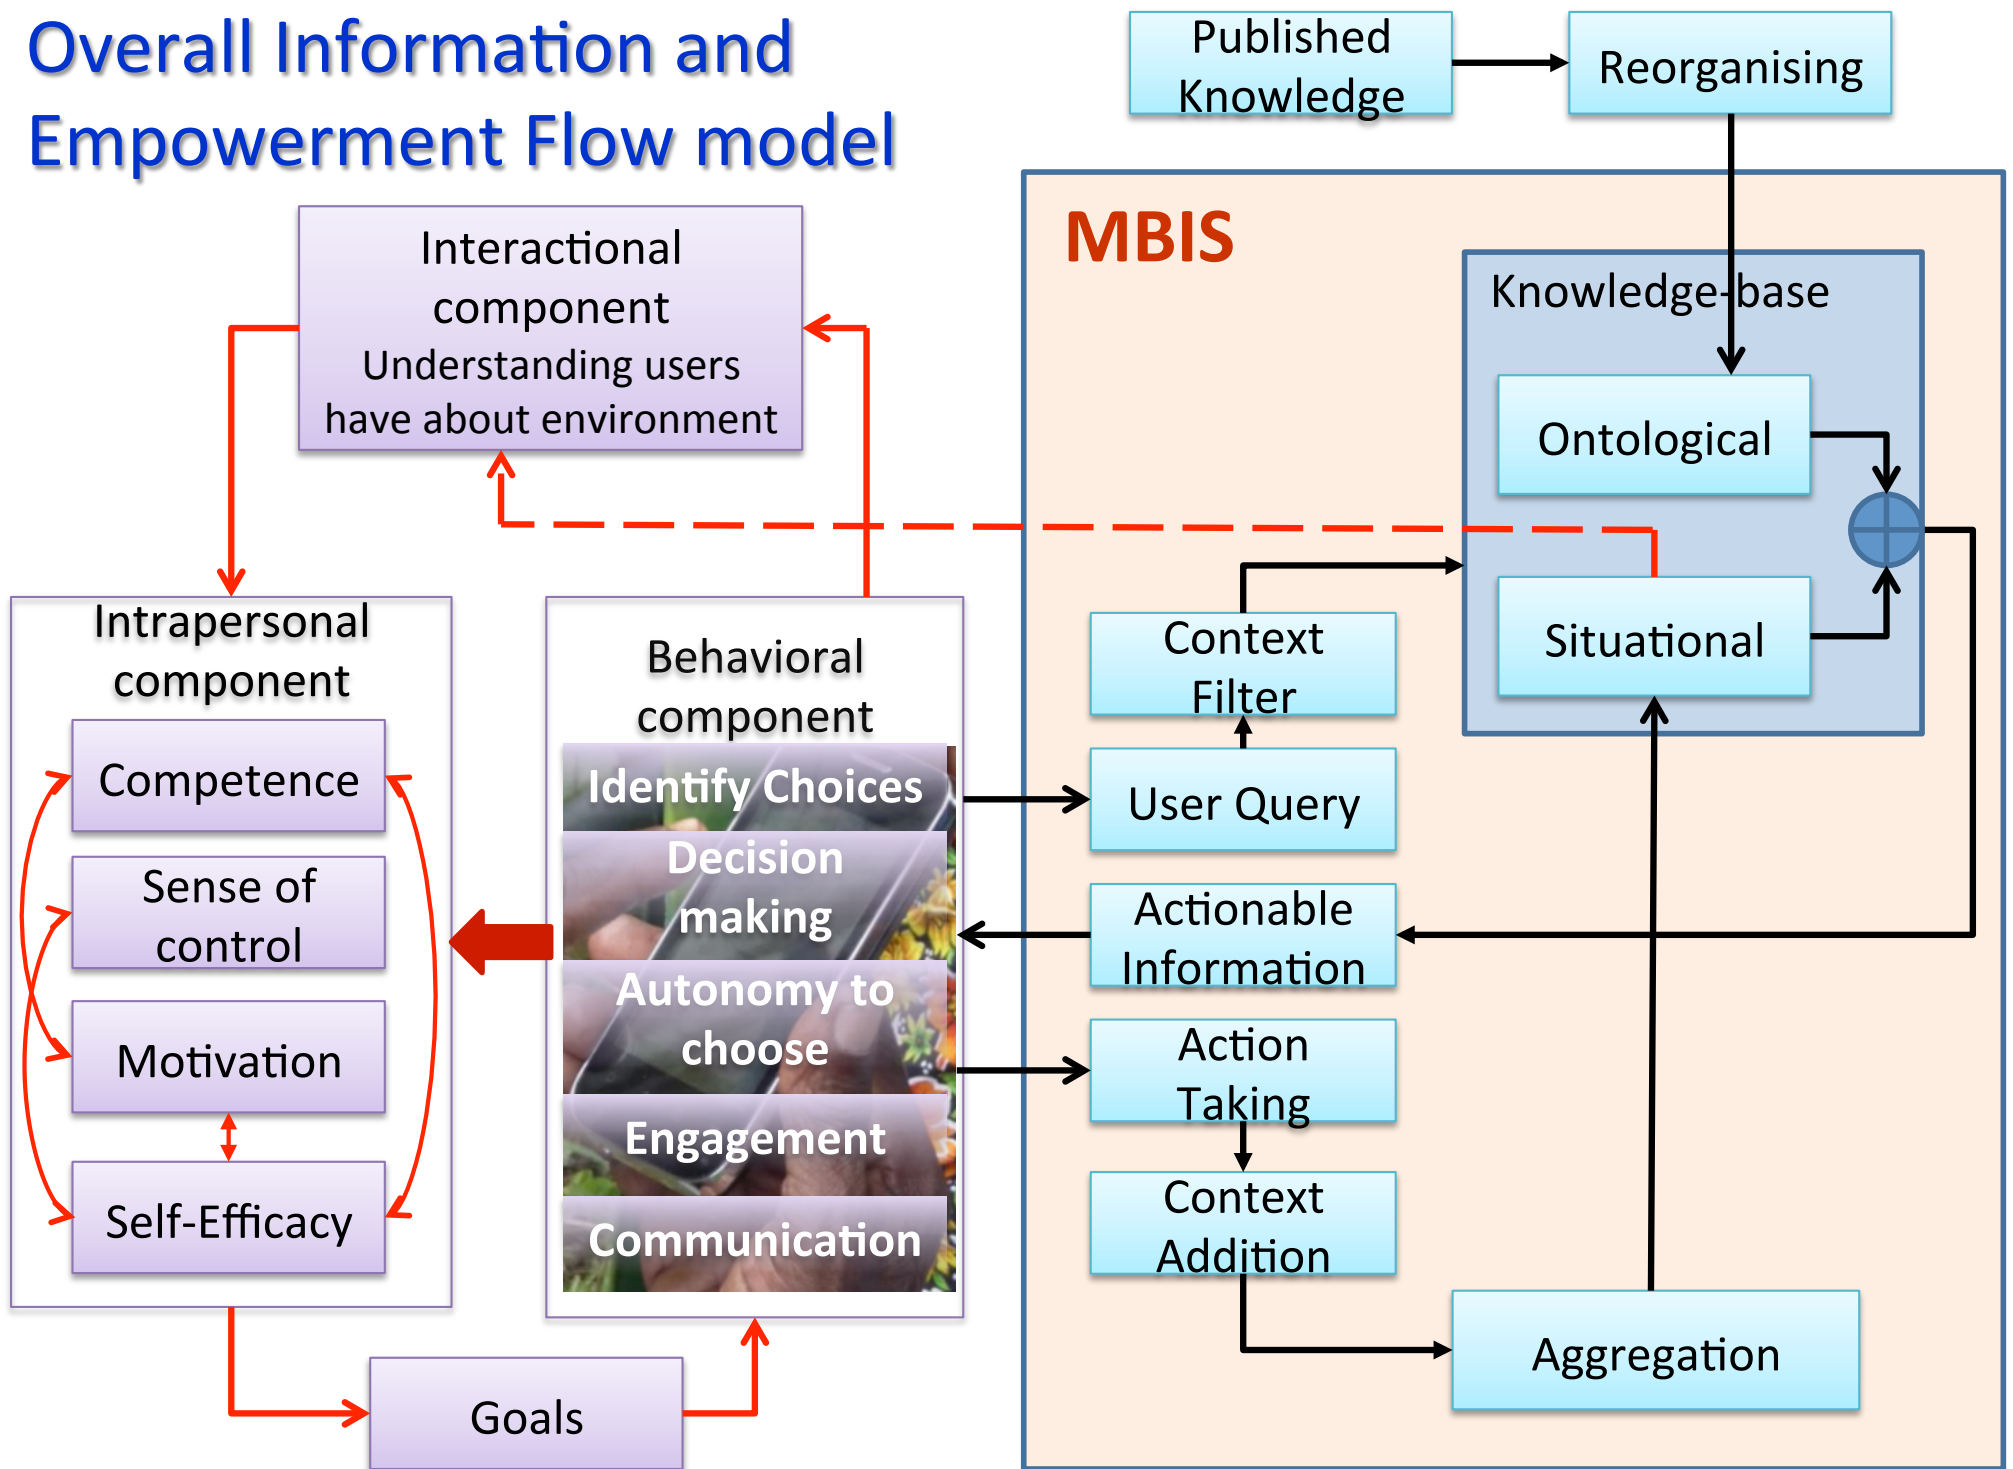 Overall Information and
Empowerment Flow model
Published
Knowledge
Reorganising
MBIS
Knowledge-base
Ontological
Situational
Interactional
component
Understanding users
have about environment
Intrapersonal
component
Competence
Sense of
control
Motivation
Self-Efficacy
Behavioral
component
Identify Choices
Decision
making
Autonomy to
choose
Engagement
Communication
Goals
Context
Filter
User Query
Actionable
Information
Action
Taking
Context
Addition
Aggregation